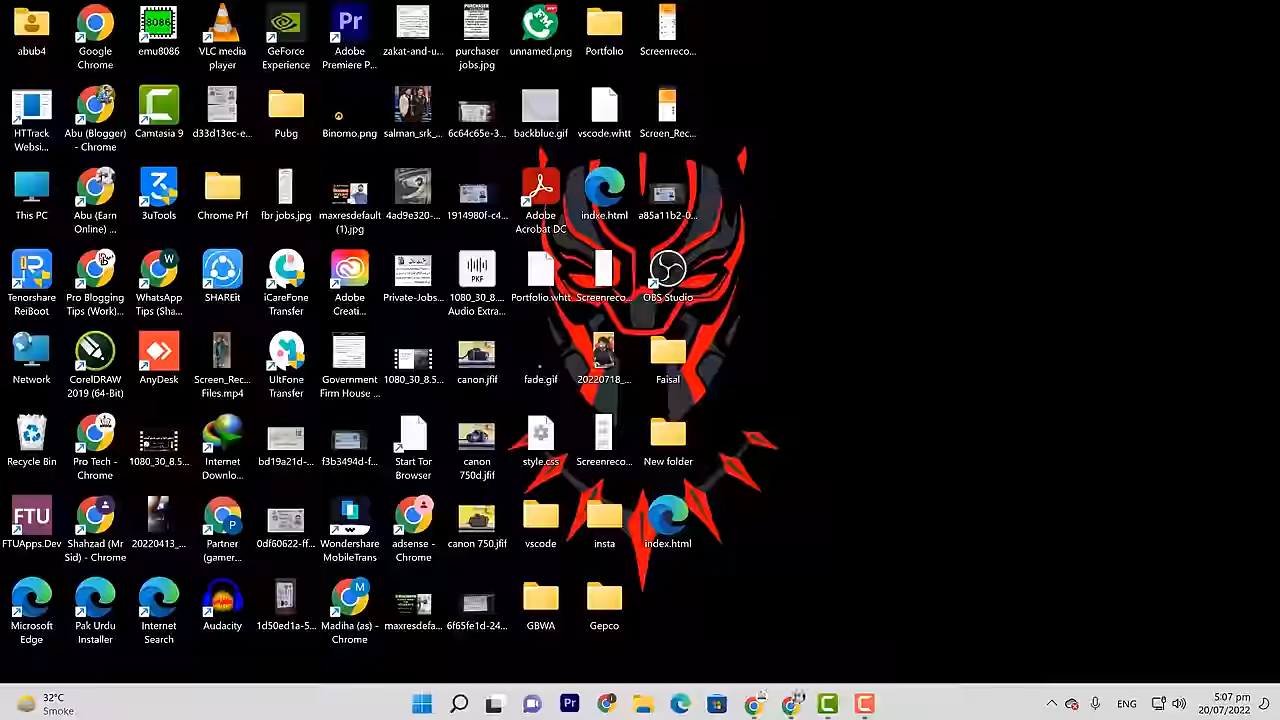 abub4
Google
Chrome
emu8086
VLC media
player
GeForce
Experience
Adobe
Premiere P...
zakat-and-u...
purchaser
jobs.jpg
unnamed.png
Portfolio
Screenreco...
HTTrack
Websi...
Abu (Blogger)
- Chrome
Camtasia 9
d33d13ec-e...
Pubg
Binomo.png
salman_srk_...
6c64c65e-3...
backblue.gif
vscode.whtt
Screen_Rec...
This PC
Abu (Earn
Online) ...
3uTools
Chrome Prf
fbr jobs.jpg
maxresdefault
(1).jpg
4ad9e320-...
1914980f-c4...
Adobe
Acrobat DC
indxe.html
a85a11b2-0...
Tenorshare
ReiBoot
Pro Blogging
Tips (Work)...
WhatsApp
Tips (Sha...
SHAREit
iCareFone
Transfer
Adobe
Creati...
Private-Jobs...
PKF
1080_30_8....
Audio Extra...
Portfolio.whtt
Screenreco...
OBS Studio
Network
CorelDRAW
2019 (64-Bit)
AnyDesk
Screen_Rec...
Files.mp4
UltFone
Transfer
Government
Firm House ...
1080_30_8.5...
canon.jfif
fade.gif
20220718_...
Faisal
Recycle Bin
Pro Tech -
Chrome
1080_30_8.5...
Internet
Downlo...
bd19a21d-...
f3b3494d-f...
Start Tor
Browser
canon
750d.jfif
style.css
Screenreco...
New folder
FTU
FTUApps.Dev
Shahzad (Mr
Sid) - Chrome
20220413_...
Partner
(gamer...
0df60622-ff...
Wondershare
MobileTrans
adsense -
Chrome
canon 750.jfif
vscode
insta
index.html
Microsoft
Edge
Pak Urdu
Installer
Internet
Search
Audacity
1d50ed1a-5...
Madiha (as) -
Chrome
maxresdefa...
6f65fe1d-24...
GBWA
Gepco
32°C
Smoke
Pr
ENG
5:07 pm
20/07/2022